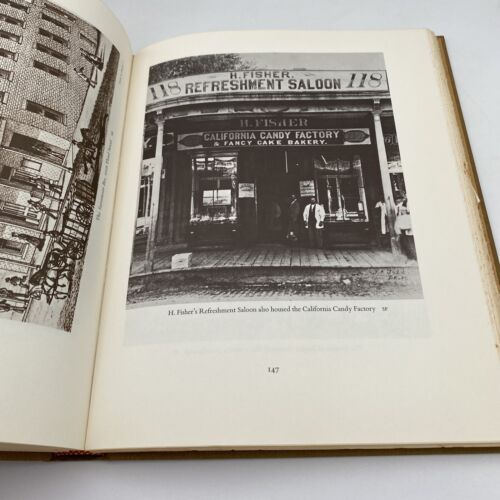 118 H. FISHER. 118
REFRESHMENT SALOON
H. FISHER
CALIFORNIA CANDY FACTORY
& FANCY CAKE BAKERY.
H. Fisher's Refreshment Saloon also housed the California Candy Factory SP
147